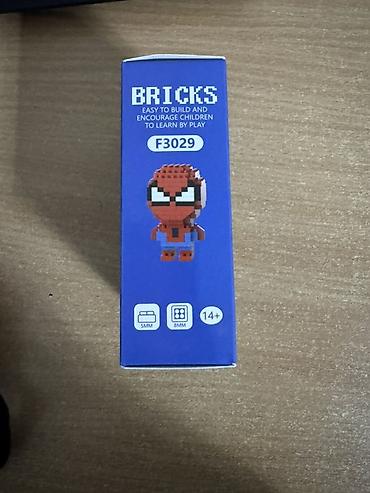 BRICKS
EASY TO BUILD AND
ENCOURAGE CHILDREN
TO LEARN BY PLAY
F3029
5MM
8MM
14+